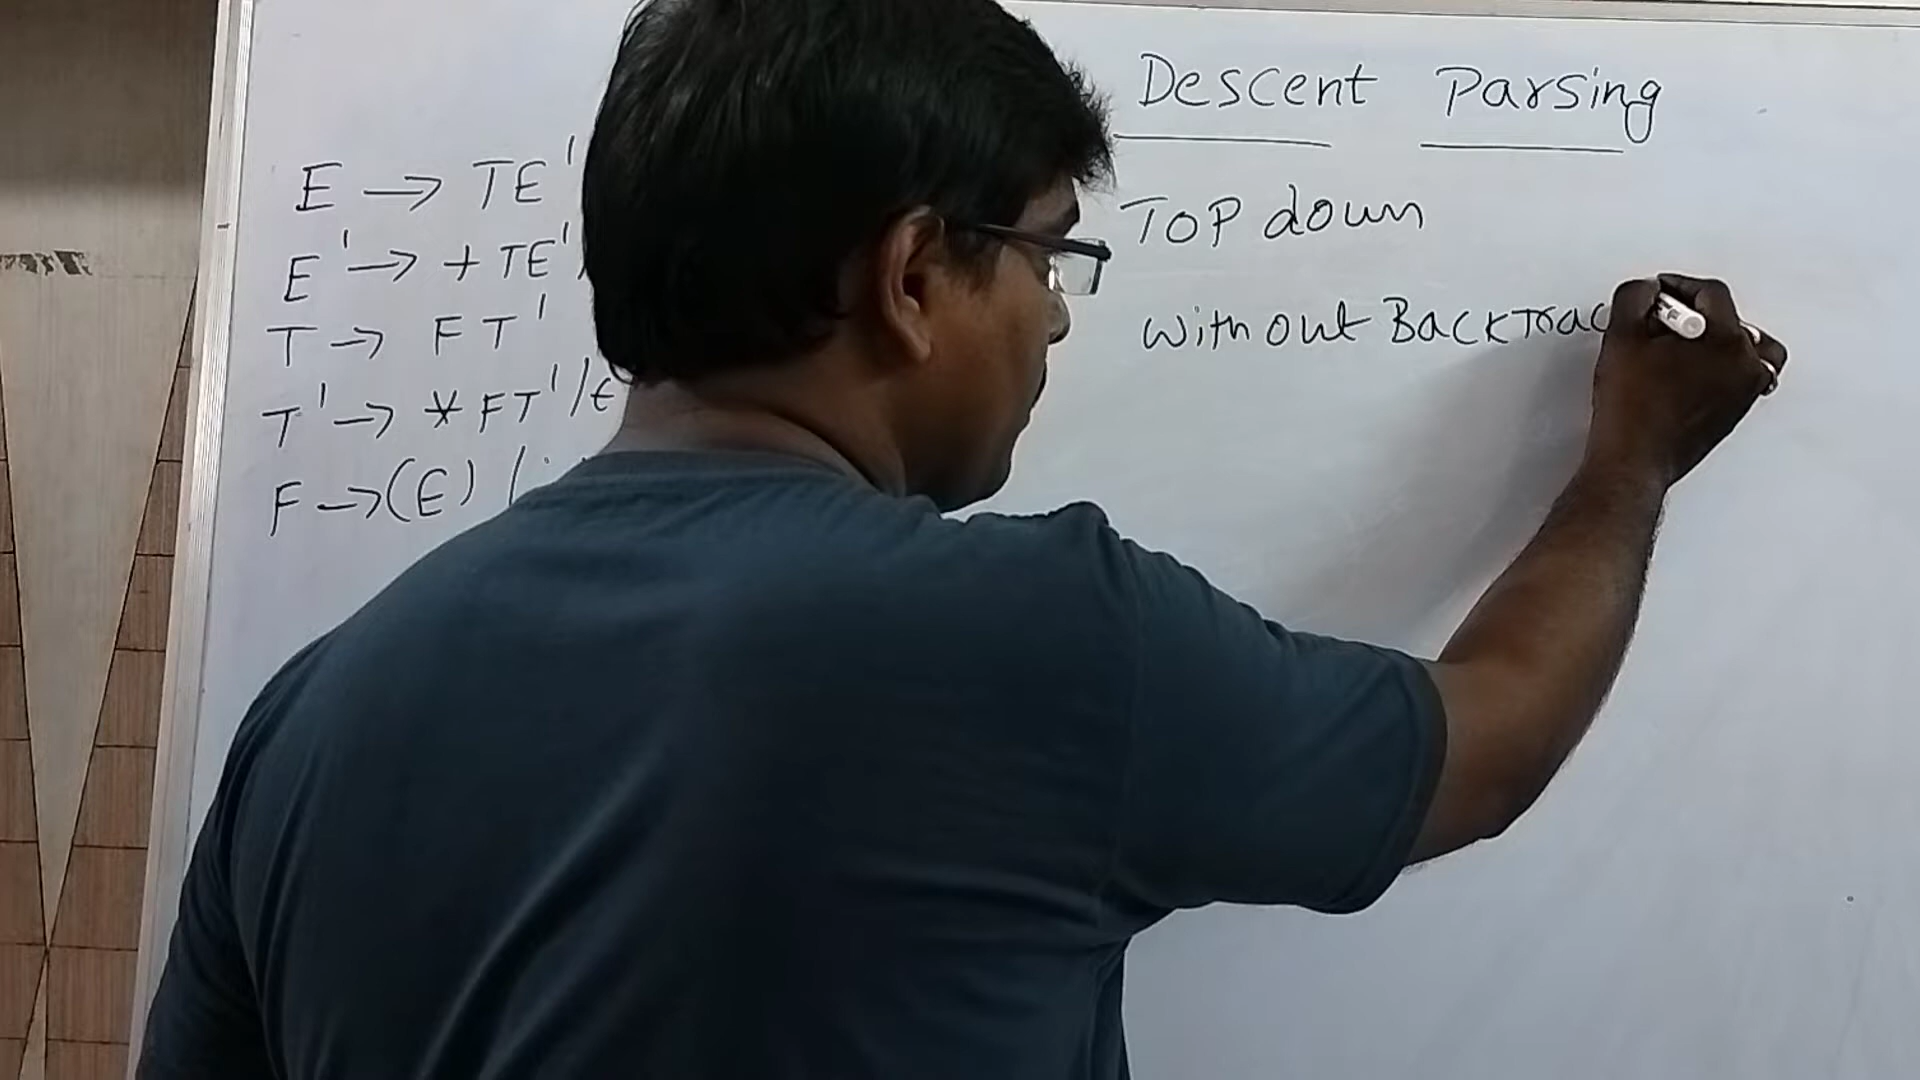 Descent Parsing
E → TE'
E' → + TE'
T → FT'
T' → * FT'/ε
F → (E) /
Top down
without BackTrac